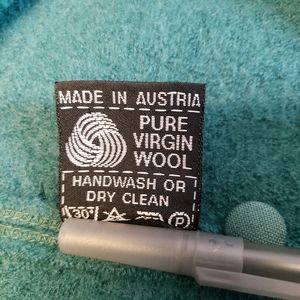 MADE IN AUSTRIA
PURE
VIRGIN
WOOL
HANDWASH OR
DRY CLEAN
30° P